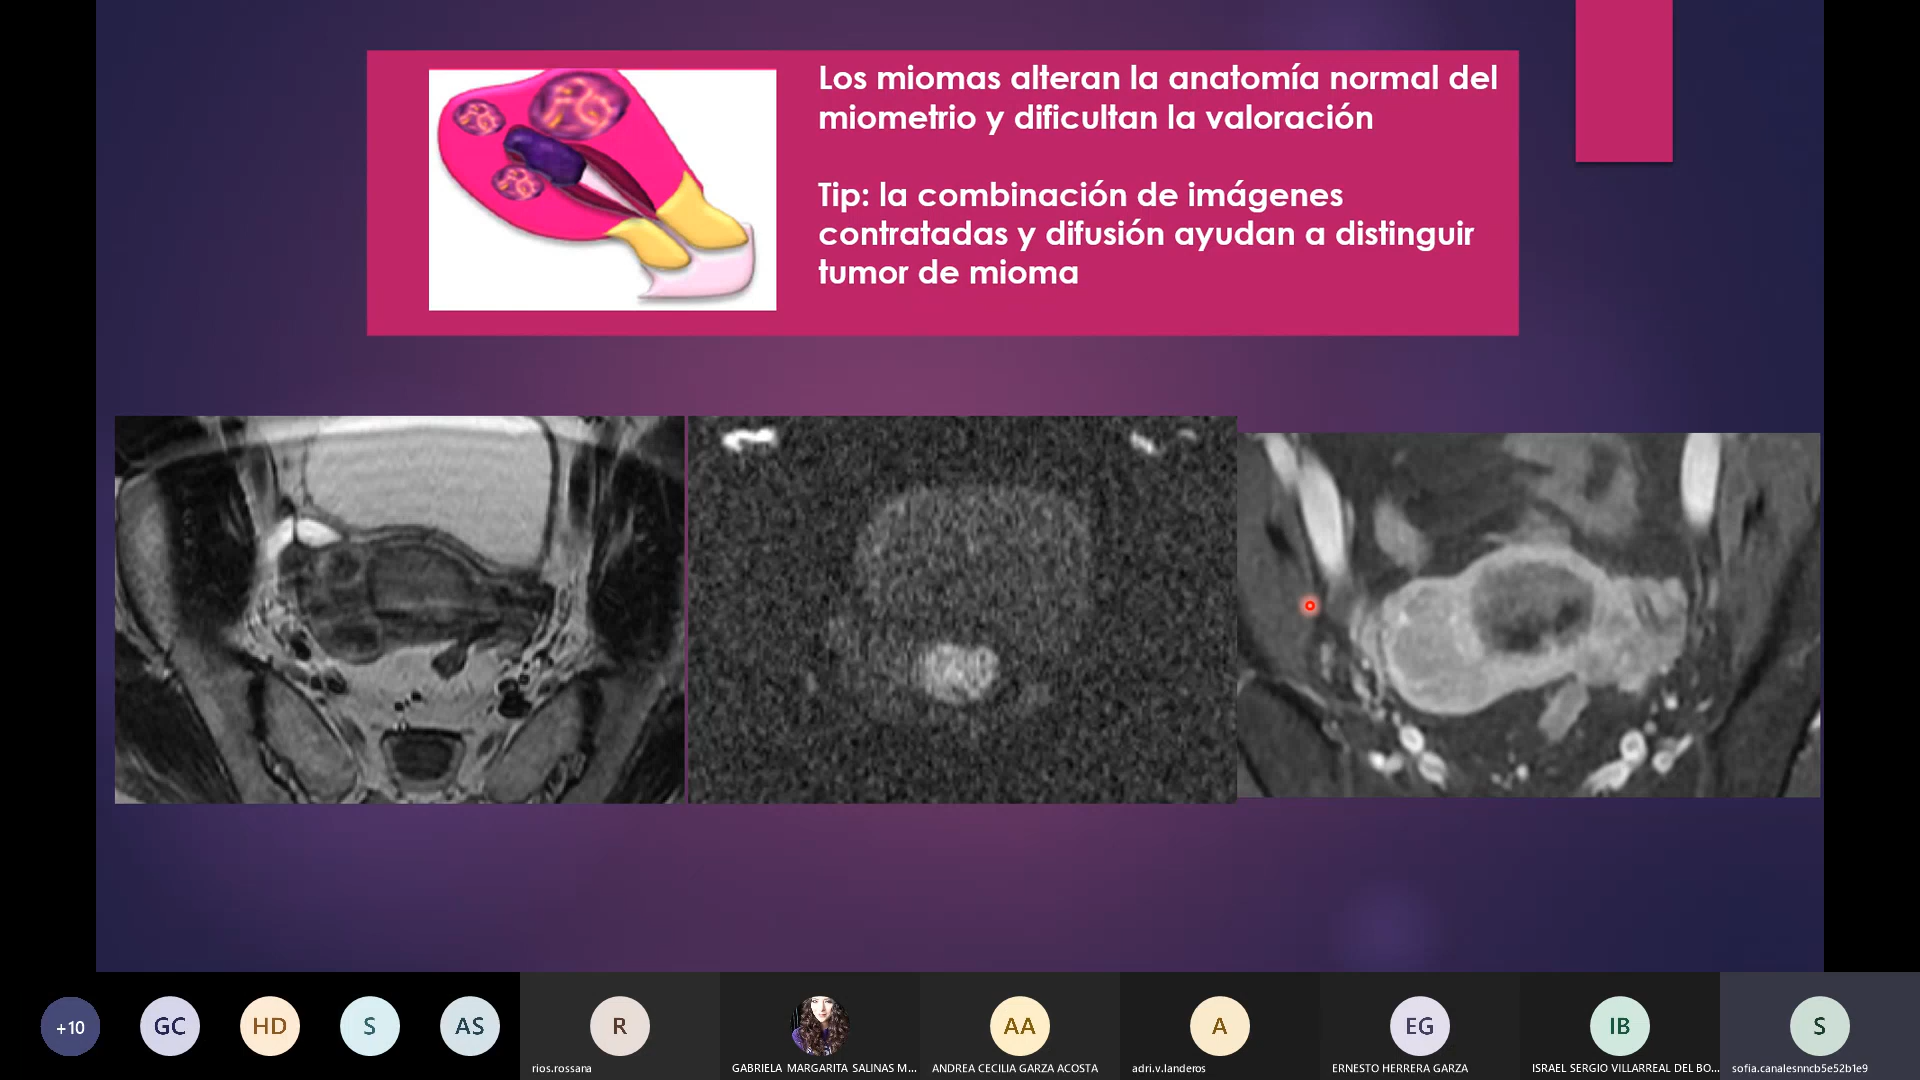 Los miomas alteran la anatomía normal del
miometrio y dificultan la valoración
Tip: la combinación de imágenes
contratadas y difusión ayudan a distinguir
tumor de mioma
+10
GC
HD
S
AS
R
AA
A
EG
IB
S
rios.rossana
GABRIELA MARGARITA SALINAS M...
ANDREA CECILIA GARZA ACOSTA
adri.v.landeros
ERNESTO HERRERA GARZA
ISRAEL SERGIO VILLARREAL DEL BO...
sofia.canalesnncb5e52b1e9